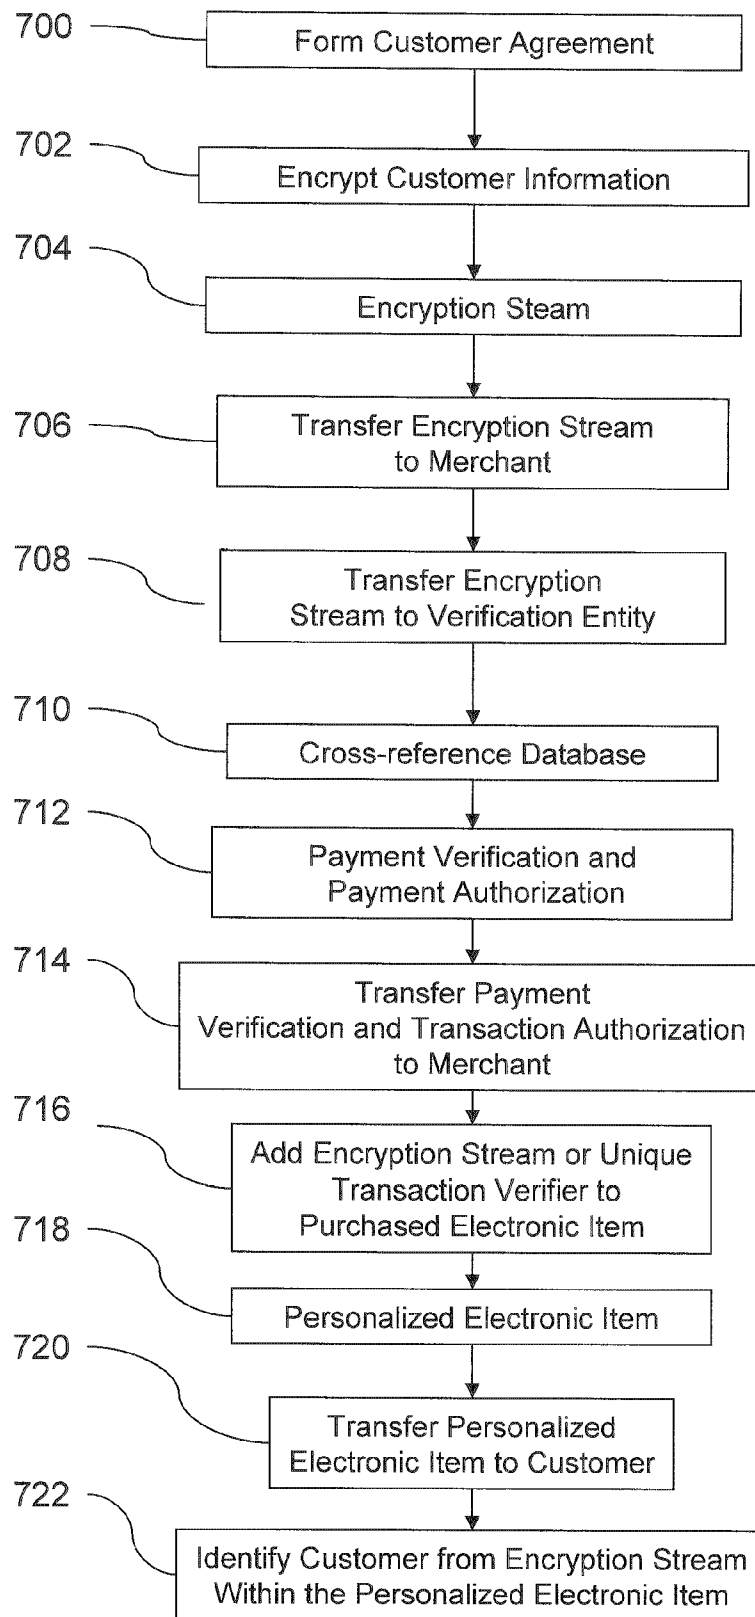 700
Form Customer Agreement
702
Encrypt Customer Information
704
Encryption Steam
706
Transfer Encryption Stream
to Merchant
708
Transfer Encryption
Stream to Verification Entity
710
Cross-reference Database
712
Payment Verification and
Payment Authorization
714
Transfer Payment
Verification and Transaction Authorization
to Merchant
716
Add Encryption Stream or Unique
Transaction Verifier to
Purchased Electronic Item
718
Personalized Electronic Item
720
Transfer Personalized
Electronic Item to Customer
722
Identify Customer from Encryption Stream
Within the Personalized Electronic Item